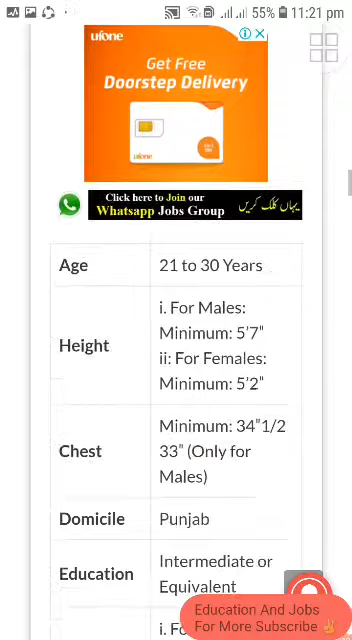 55% 11:21 pm
ufone
Get Free
Doorstep Delivery
ufone
Click here to Join our
Whatsapp Jobs Group یہاں کلک کریں
Age 21 to 30 Years
Height i. For Males:
Minimum: 5'7"
ii: For Females:
Minimum: 5'2"
Chest Minimum: 34"1/2
33" (Only for
Males)
Domicile Punjab
Education Intermediate or
Equivalent
i. Fo
Education And Jobs
For More Subscribe ✌